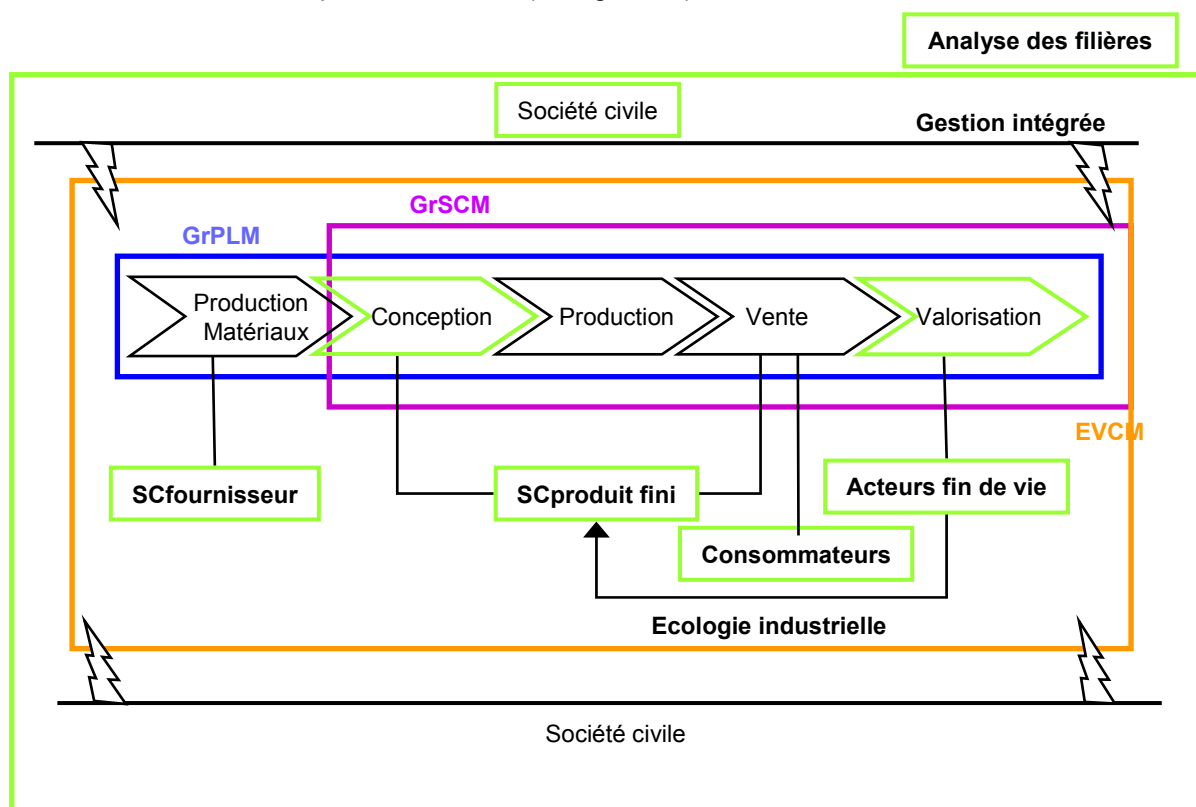 Analyse des filières
Société civile
Gestion intégrée
GrSCM
GrPLM
Production
Matériaux
Conception
Production
Vente
Valorisation
EVCM
SCfournisseur
SCproduit fini
Acteurs fin de vie
Consommateurs
Ecologie industrielle
Société civile